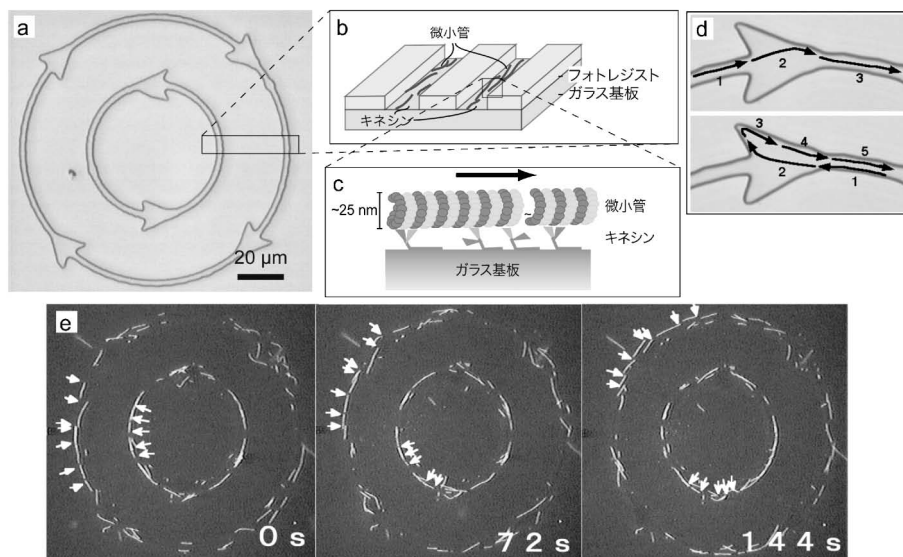 a
20 µm
b
微小管
フォトレジスト
ガラス基板
キネシン
c
~25 nm
~
微小管
キネシン
ガラス基板
d
1
2
3
3
4
5
2
1
e
0 s
72 s
144 s